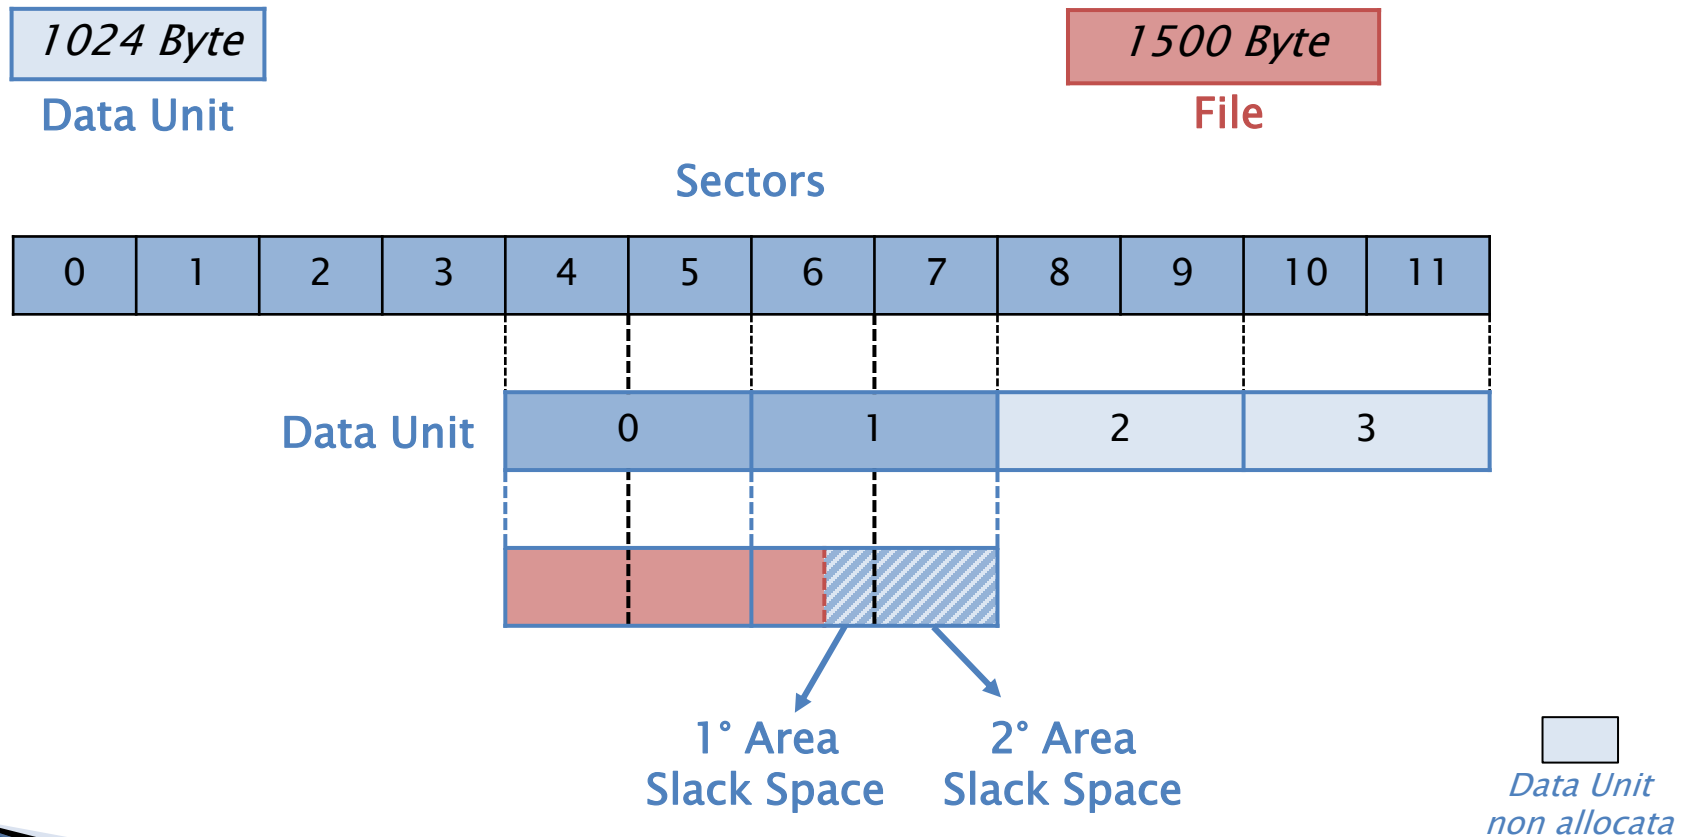 1024 Byte
Data Unit
1500 Byte
File
Sectors
0 1 2 3 4 5 6 7 8 9 10 11
Data Unit 0 1 2 3
1° Area
Slack Space
2° Area
Slack Space
Data Unit
non allocata